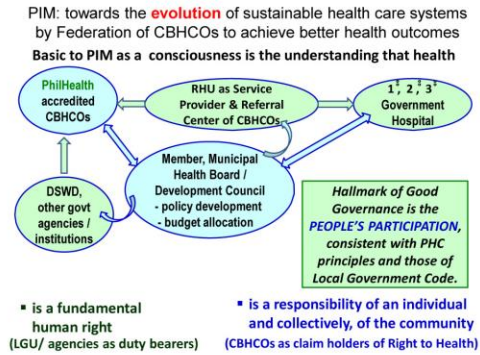 PIM: towards the evolution of sustainable health care systems
by Federation of CBHCOs to achieve better health outcomes
Basic to PIM as a consciousness is the understanding that health
PhilHealth
accredited
CBHCOs
RHU as Service
Provider & Referral
Center of CBHCOs
1°, 2°, 3°
Government
Hospital
Member, Municipal
Health Board /
Development Council
- policy development
- budget allocation
DSWD,
other govt
agencies /
institutions
Hallmark of Good
Governance is the
PEOPLE'S PARTICIPATION,
consistent with PHC
principles and those of
Local Government Code.
▪ is a fundamental
human right
(LGU/ agencies as duty bearers)
▪ is a responsibility of an individual
and collectively, of the community
(CBHCOs as claim holders of Right to Health)